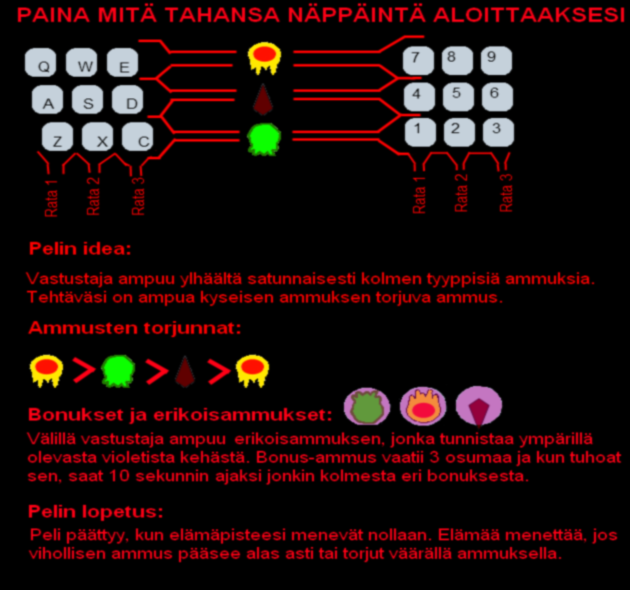 PAINA MITÄ TAHANSA NÄPPÄINTÄ ALOITTAAKSESI
Q W E 7 8 9
A S D 4 5 6
Z X C 1 2 3
Rata 1 Rata 2 Rata 3 Rata 1 Rata 2 Rata 3
Pelin idea:
Vastustaja ampuu ylhäältä satunnaisesti kolmen tyyppisiä ammuksia.
Tehtäväsi on ampua kyseisen ammuksen torjuva ammus.
Ammusten torjunnat:
> > >
Bonukset ja erikoisammukset:
Välillä vastustaja ampuu erikoisammuksen, jonka tunnistaa ympärillä
olevasta violetista kehästä. Bonus-ammus vaatii 3 osumaa ja kun tuhoat
sen, saat 10 sekunnin ajaksi jonkin kolmesta eri bonuksesta.
Pelin lopetus:
Peli päättyy, kun elämäpisteesi menevät nollaan. Elämää menettää, jos
vihollisen ammus pääsee alas asti tai torjut väärällä ammuksella.